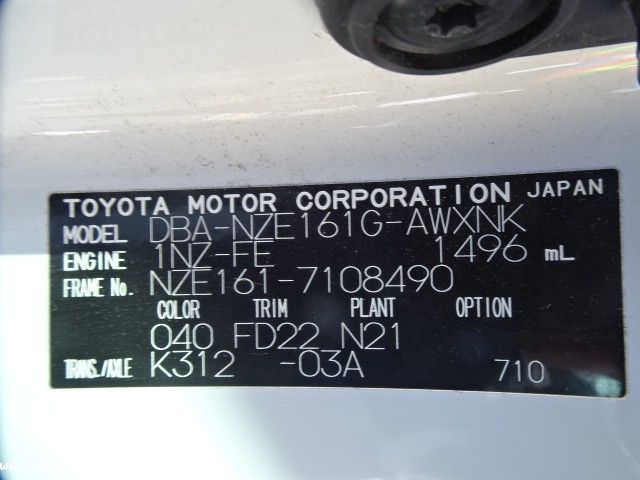 TOYOTA MOTOR CORPORATION JAPAN
MODEL DBA-NZE161G-AWXNK
ENGINE 1NZ-FE 1496 mL
FRAME No. NZE161-7108490
COLOR TRIM PLANT OPTION
040 FD22 N21
TRANS./AXLE K312 -03A 710